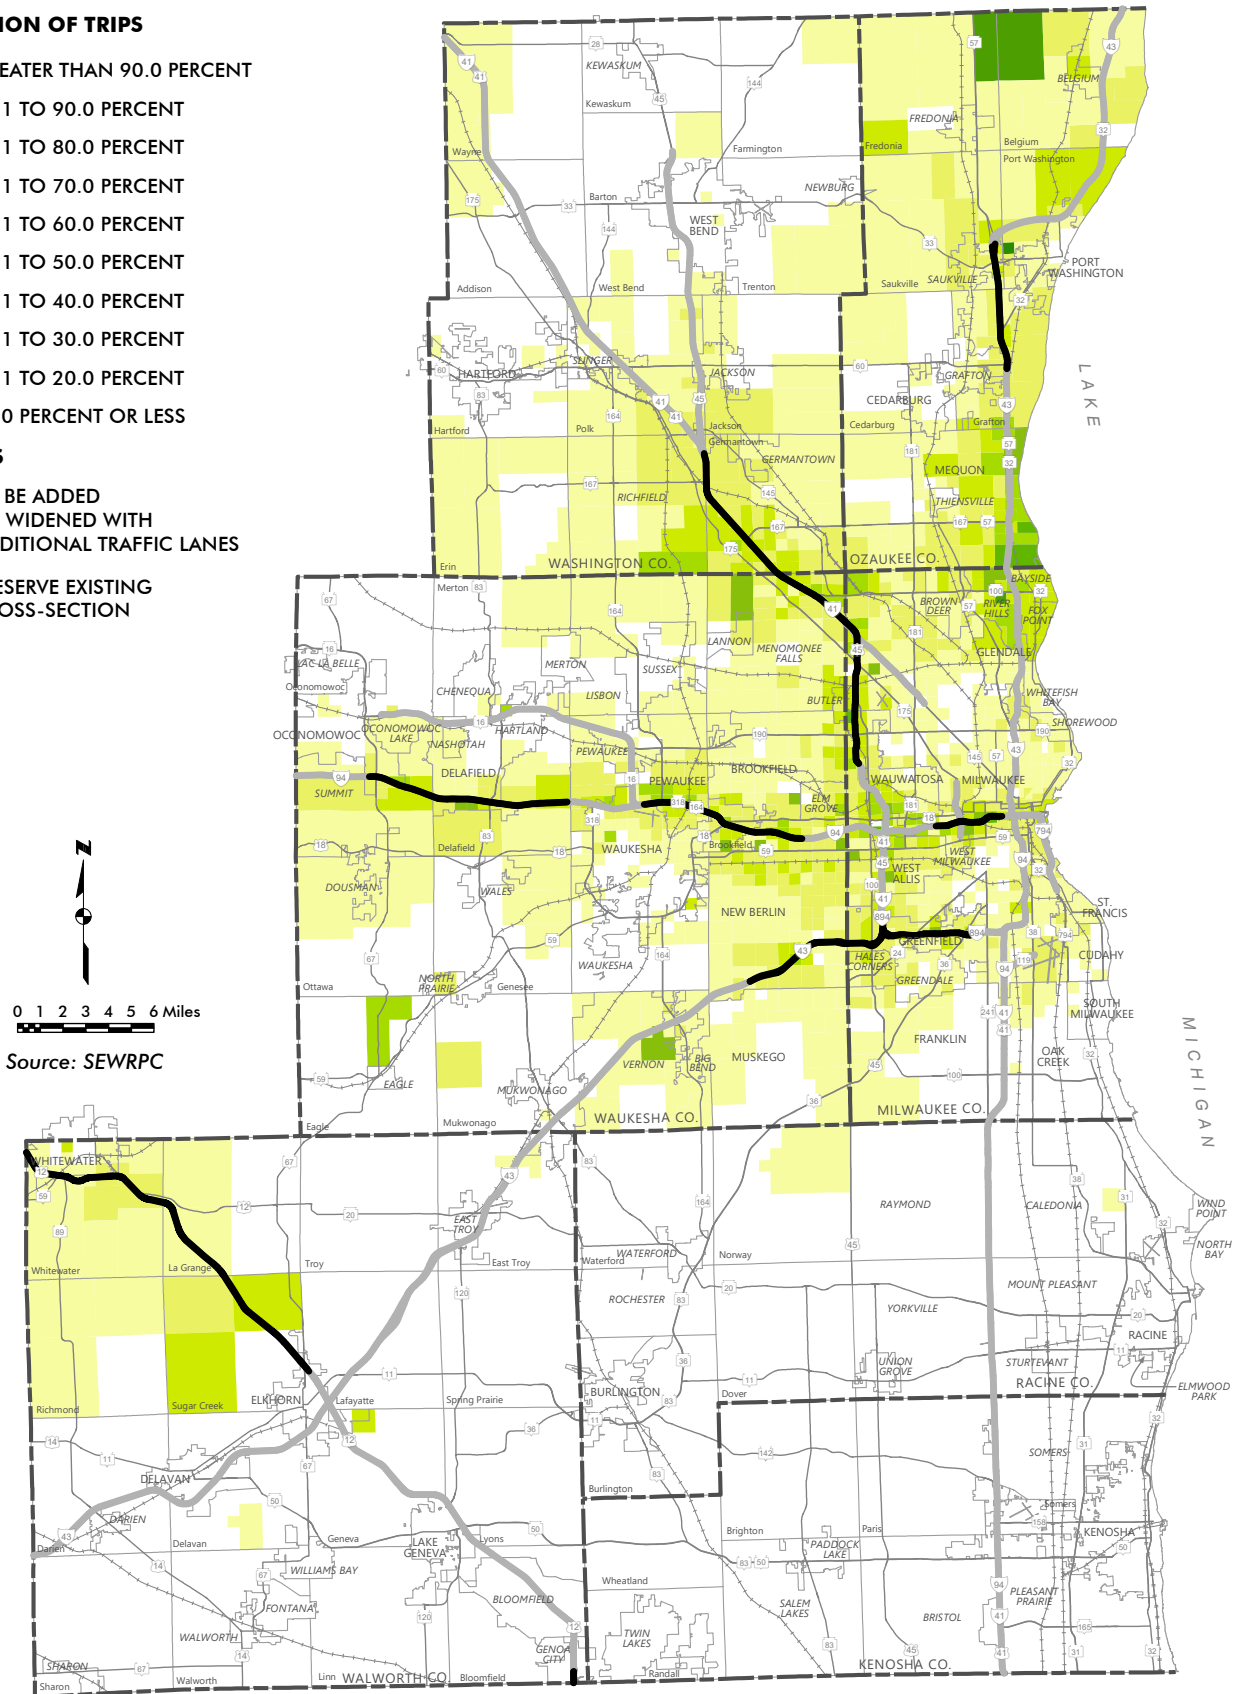 ION OF TRIPS
EATER THAN 90.0 PERCENT
1 TO 90.0 PERCENT
1 TO 80.0 PERCENT
1 TO 70.0 PERCENT
1 TO 60.0 PERCENT
1 TO 50.0 PERCENT
1 TO 40.0 PERCENT
1 TO 30.0 PERCENT
1 TO 20.0 PERCENT
0 PERCENT OR LESS
S
BE ADDED
WIDENED WITH
DITIONAL TRAFFIC LANES
ESERVE EXISTING
OSS-SECTION
N
0 1 2 3 4 5 6 Miles
Source: SEWRPC
KEWASKUM
Kewaskum
Wayne
Farmington
Barton
WEST
BEND
NEWBURG
Addison
West Bend
Trenton
HARTFORD
SLINGER
JACKSON
Hartford
Polk
Jackson
Germantown
GERMANTOWN
RICHFIELD
Erin
WASHINGTON CO.
BELGIUM
FREDONIA
Fredonia
Belgium
Port Washington
PORT
WASHINGTON
SAUKVILLE
Saukville
GRAFTON
CEDARBURG
Cedarburg
Grafton
MEQUON
THIENSVILLE
OZAUKEE CO.
LAKE
MICHIGAN
BAYSIDE
BROWN
DEER
RIVER
HILLS
FOX
POINT
GLENDALE
WHITEFISH
BAY
SHOREWOOD
WAUWATOSA
MILWAUKEE
WEST
MILWAUKEE
WEST
ALLIS
ST.
FRANCIS
GREENFIELD
CUDAHY
HALES
CORNERS
GREENDALE
SOUTH
MILWAUKEE
FRANKLIN
OAK
CREEK
MILWAUKEE CO.
Merton
LAC LA BELLE
Oconomowoc
OCONOMOWOC
OCONOMOWOC
LAKE
CHENEQUA
MERTON
SUSSEX
LANNON
MENOMONEE
FALLS
BUTLER
LISBON
NASHOTAH
HARTLAND
PEWAUKEE
DELAFIELD
PEWAUKEE
BROOKFIELD
ELM
GROVE
SUMMIT
Delafield
WAUKESHA
Brookfield
DOUSMAN
WALES
NEW BERLIN
WAUKESHA
NORTH
PRAIRIE
Ottawa
Genesee
EAGLE
VERNON
BIG
BEND
MUSKEGO
MUKWONAGO
Eagle
Mukwonago
WAUKESHA CO.
WHITEWATER
Whitewater
La Grange
Troy
EAST
TROY
East Troy
Richmond
Sugar Creek
ELKHORN
Lafayette
Spring Prairie
DELAVAN
DARIEN
Darien
Delavan
Geneva
LAKE
GENEVA
Lyons
WILLIAMS BAY
FONTANA
WALWORTH
BLOOMFIELD
GENOA
CITY
SHARON
Sharon
Walworth
Linn
WALWORTH CO.
Bloomfield
RAYMOND
CALEDONIA
WIND
POINT
NORTH
BAY
WATERFORD
Waterford
Norway
ROCHESTER
YORKVILLE
MOUNT PLEASANT
RACINE
UNION
GROVE
STURTEVANT
RACINE CO.
ELMWOOD
PARK
BURLINGTON
Dover
Burlington
SOMERS
Somers
Brighton
Paris
KENOSHA
PADDOCK
LAKE
Wheatland
SALEM
LAKES
BRISTOL
PLEASANT
PRAIRIE
TWIN
LAKES
Randall
KENOSHA CO.